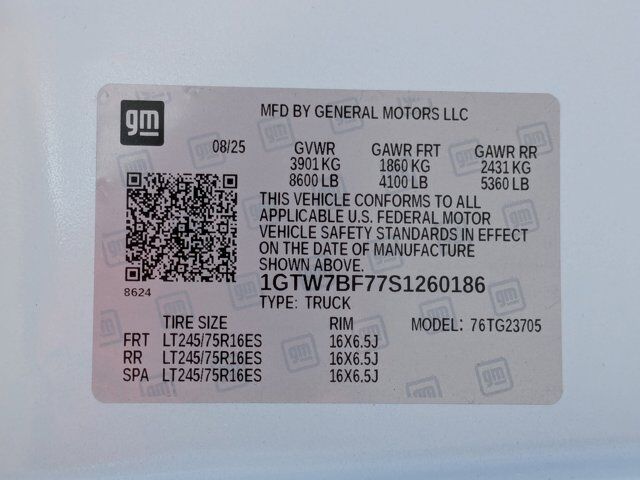 gm
MFD BY GENERAL MOTORS LLC
08/25 GVWR GAWR FRT GAWR RR
3901 KG 1860 KG 2431 KG
8600 LB 4100 LB 5360 LB
THIS VEHICLE CONFORMS TO ALL
APPLICABLE U.S. FEDERAL MOTOR
VEHICLE SAFETY STANDARDS IN EFFECT
ON THE DATE OF MANUFACTURE
SHOWN ABOVE.
8624
1GTW7BF77S1260186
TYPE: TRUCK
TIRE SIZE RIM MODEL: 76TG23705
FRT LT245/75R16ES 16X6.5J
RR LT245/75R16ES 16X6.5J
SPA LT245/75R16ES 16X6.5J